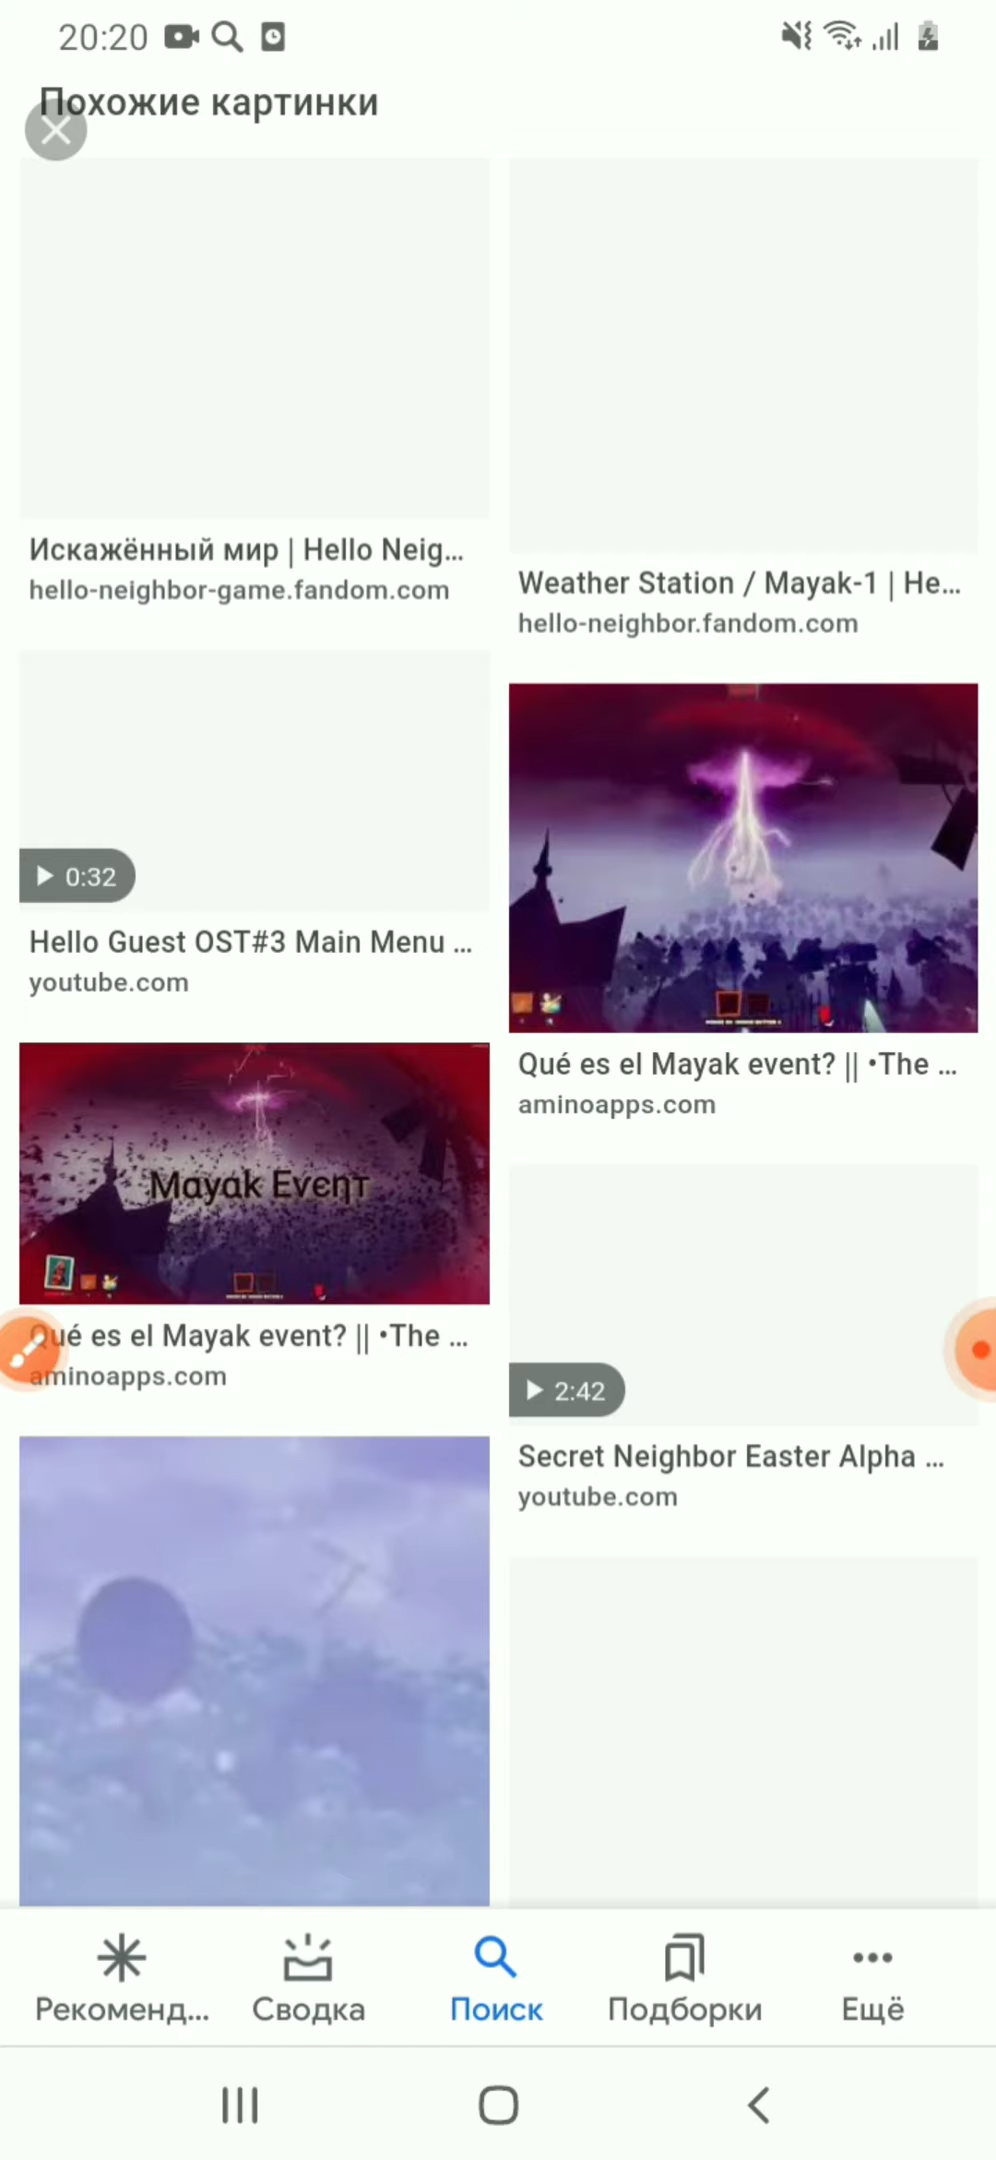 20:20
Похожие картинки
Искажённый мир | Hello Neig...
hello-neighbor-game.fandom.com
Weather Station / Mayak-1 | He...
hello-neighbor.fandom.com
0:32
Hello Guest OST#3 Main Menu ...
youtube.com
Qué es el Mayak event? || •The ...
aminoapps.com
Mayak Event
Qué es el Mayak event? || •The ...
aminoapps.com
2:42
Secret Neighbor Easter Alpha ...
youtube.com
Рекоменд...
Сводка
Поиск
Подборки
Ещё